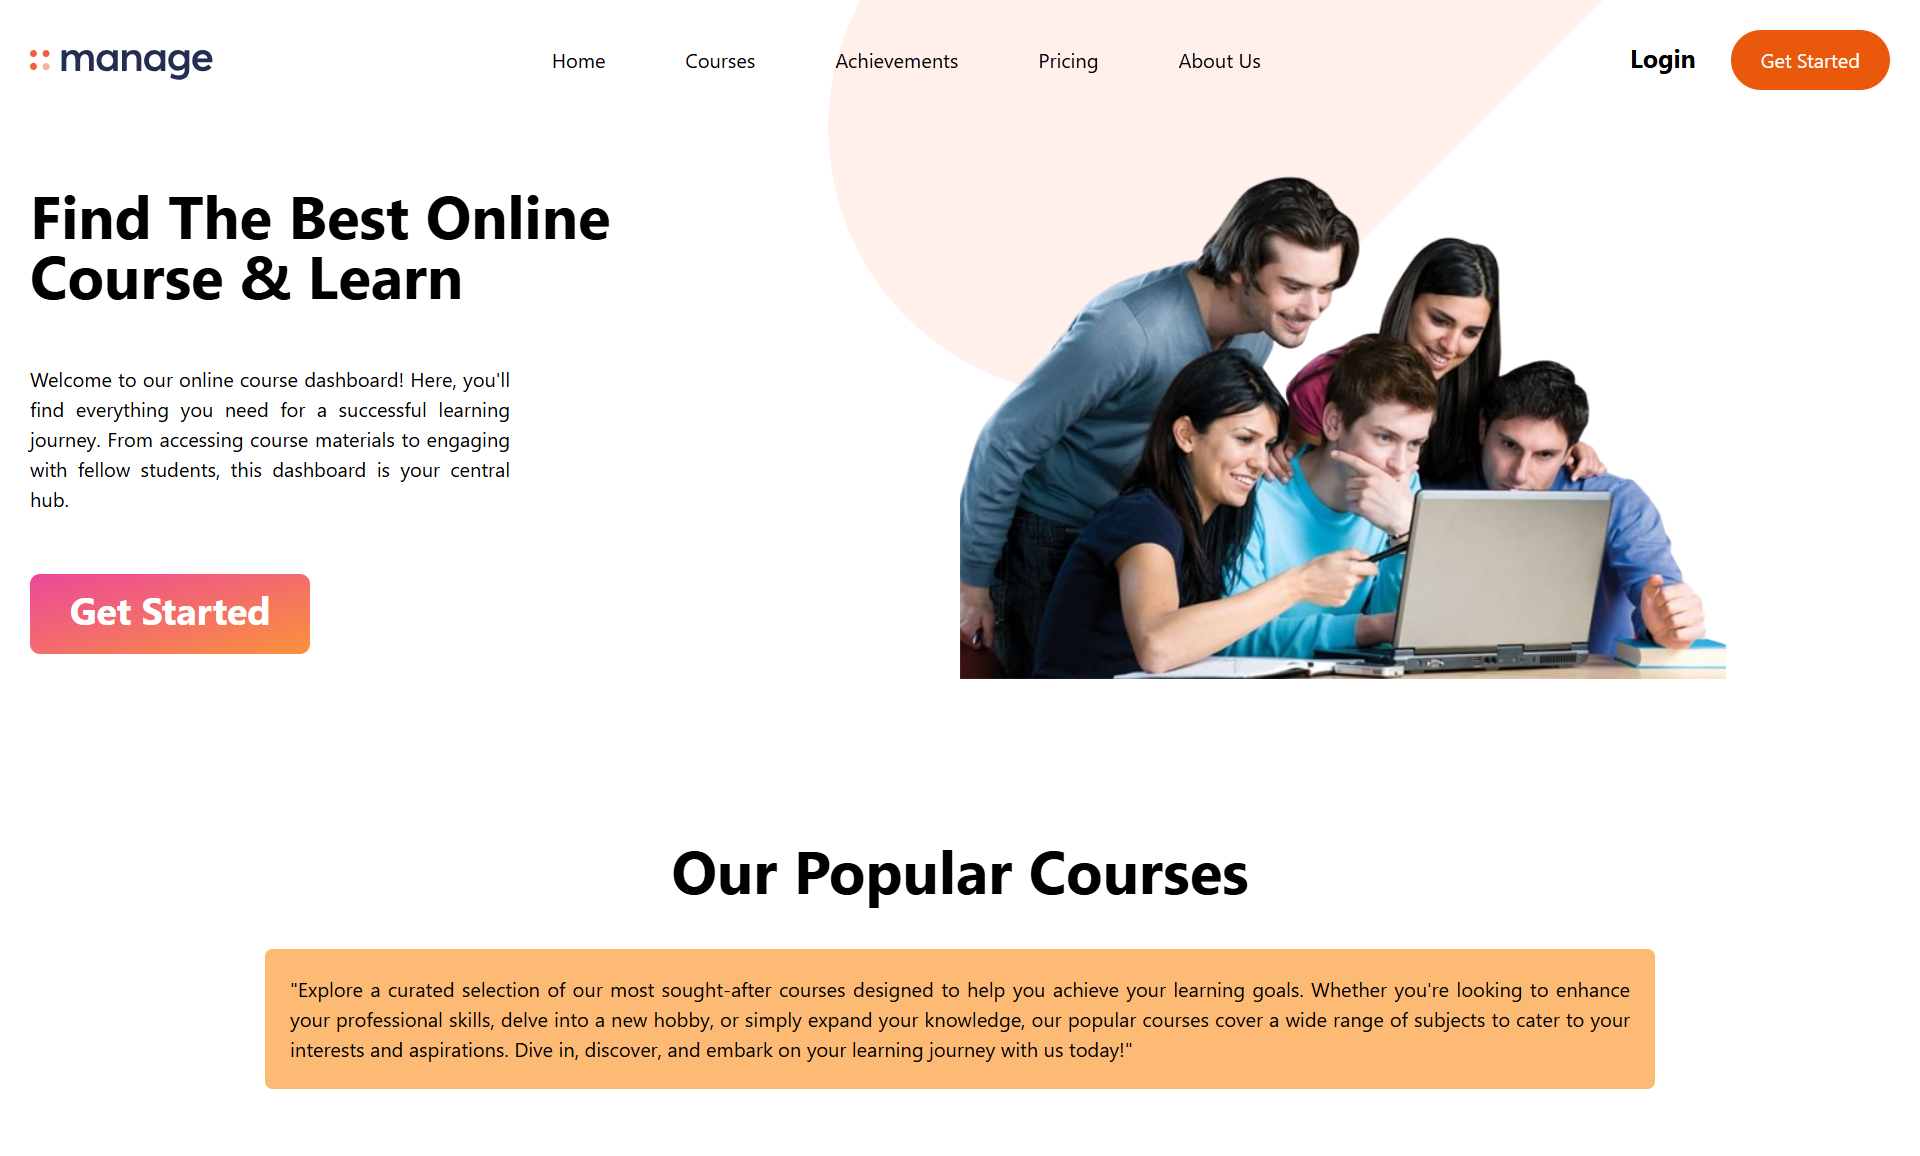 manage
Home
Courses
Achievements
Pricing
About Us
Login
Get Started
Find The Best Online
Course & Learn
Welcome to our online course dashboard! Here, you'll
find everything you need for a successful learning
journey. From accessing course materials to engaging
with fellow students, this dashboard is your central
hub.
Get Started
Our Popular Courses
"Explore a curated selection of our most sought-after courses designed to help you achieve your learning goals. Whether you're looking to enhance
your professional skills, delve into a new hobby, or simply expand your knowledge, our popular courses cover a wide range of subjects to cater to your
interests and aspirations. Dive in, discover, and embark on your learning journey with us today!"